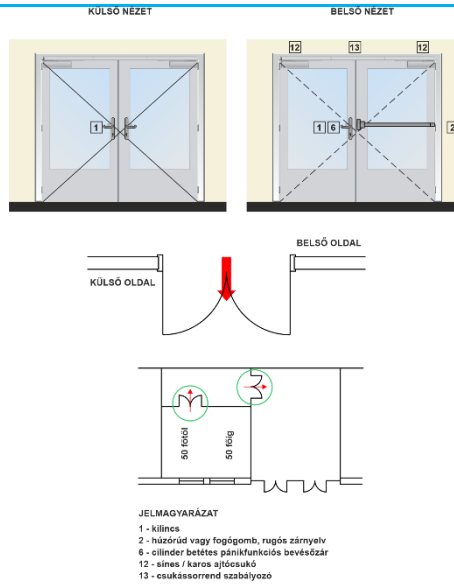 KÜLSŐ NÉZET
BELSŐ NÉZET
12
13
12
1
1
6
2
BELSŐ OLDAL
KÜLSŐ OLDAL
50 főtől
50 főig
JELMAGYARÁZAT
1 - kilincs
2 - húzórúd vagy fogógomb, rugós zárnyelv
6 - cilinder betétes pánikfunkciós bevésőzár
12 - sínes / karos ajtócsukó
13 - csukássorrend szabályozó